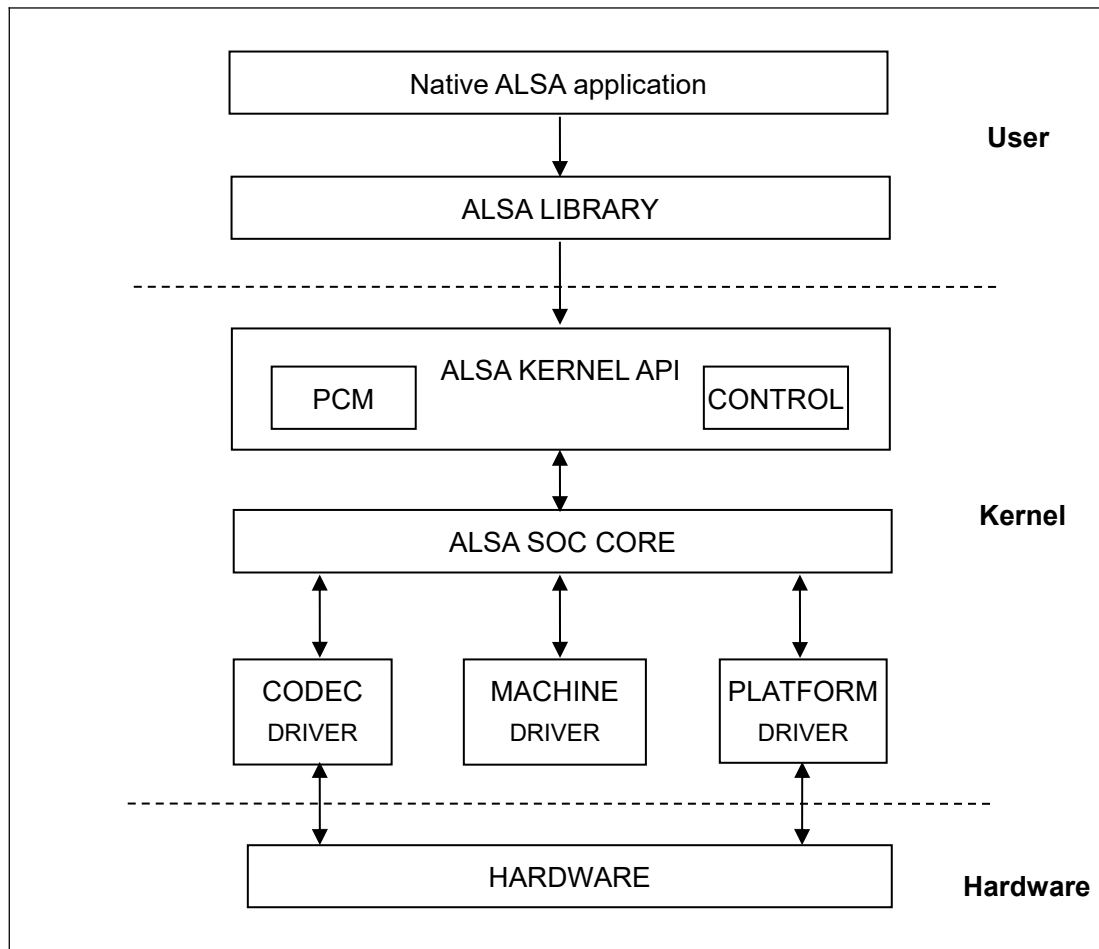 Native ALSA application
User
ALSA LIBRARY
ALSA KERNEL API
PCM
CONTROL
Kernel
ALSA SOC CORE
CODEC
DRIVER
MACHINE
DRIVER
PLATFORM
DRIVER
HARDWARE
Hardware